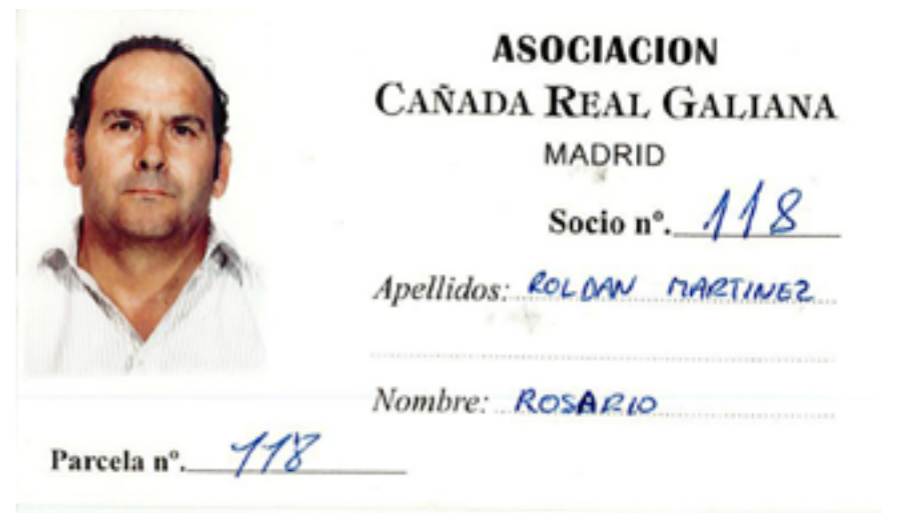 ASOCIACION
CAÑADA REAL GALIANA
MADRID
Socio nº. 118
Apellidos: ROLDAN MARTINEZ
Nombre: ROSARIO
Parcela nº. 118